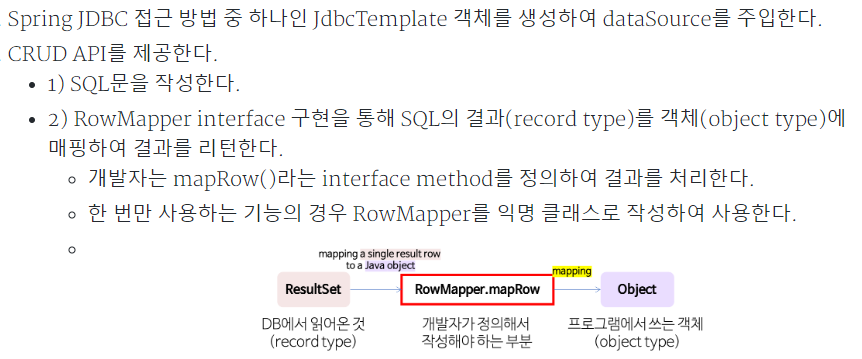 Spring JDBC 접근 방법 중 하나인 JdbcTemplate 객체를 생성하여 dataSource를 주입한다.
CRUD API를 제공한다.
1) SQL문을 작성한다.
2) RowMapper interface 구현을 통해 SQL의 결과(record type)를 객체(object type)에
매핑하여 결과를 리턴한다.
개발자는 mapRow()라는 interface method를 정의하여 결과를 처리한다.
한 번만 사용하는 기능의 경우 RowMapper를 익명 클래스로 작성하여 사용한다.
mapping a single result row
to a Java object
mapping
ResultSet
RowMapper.mapRow
Object
DB에서 읽어온 것
(record type)
개발자가 정의해서
작성해야 하는 부분
프로그램에서 쓰는 객체
(object type)